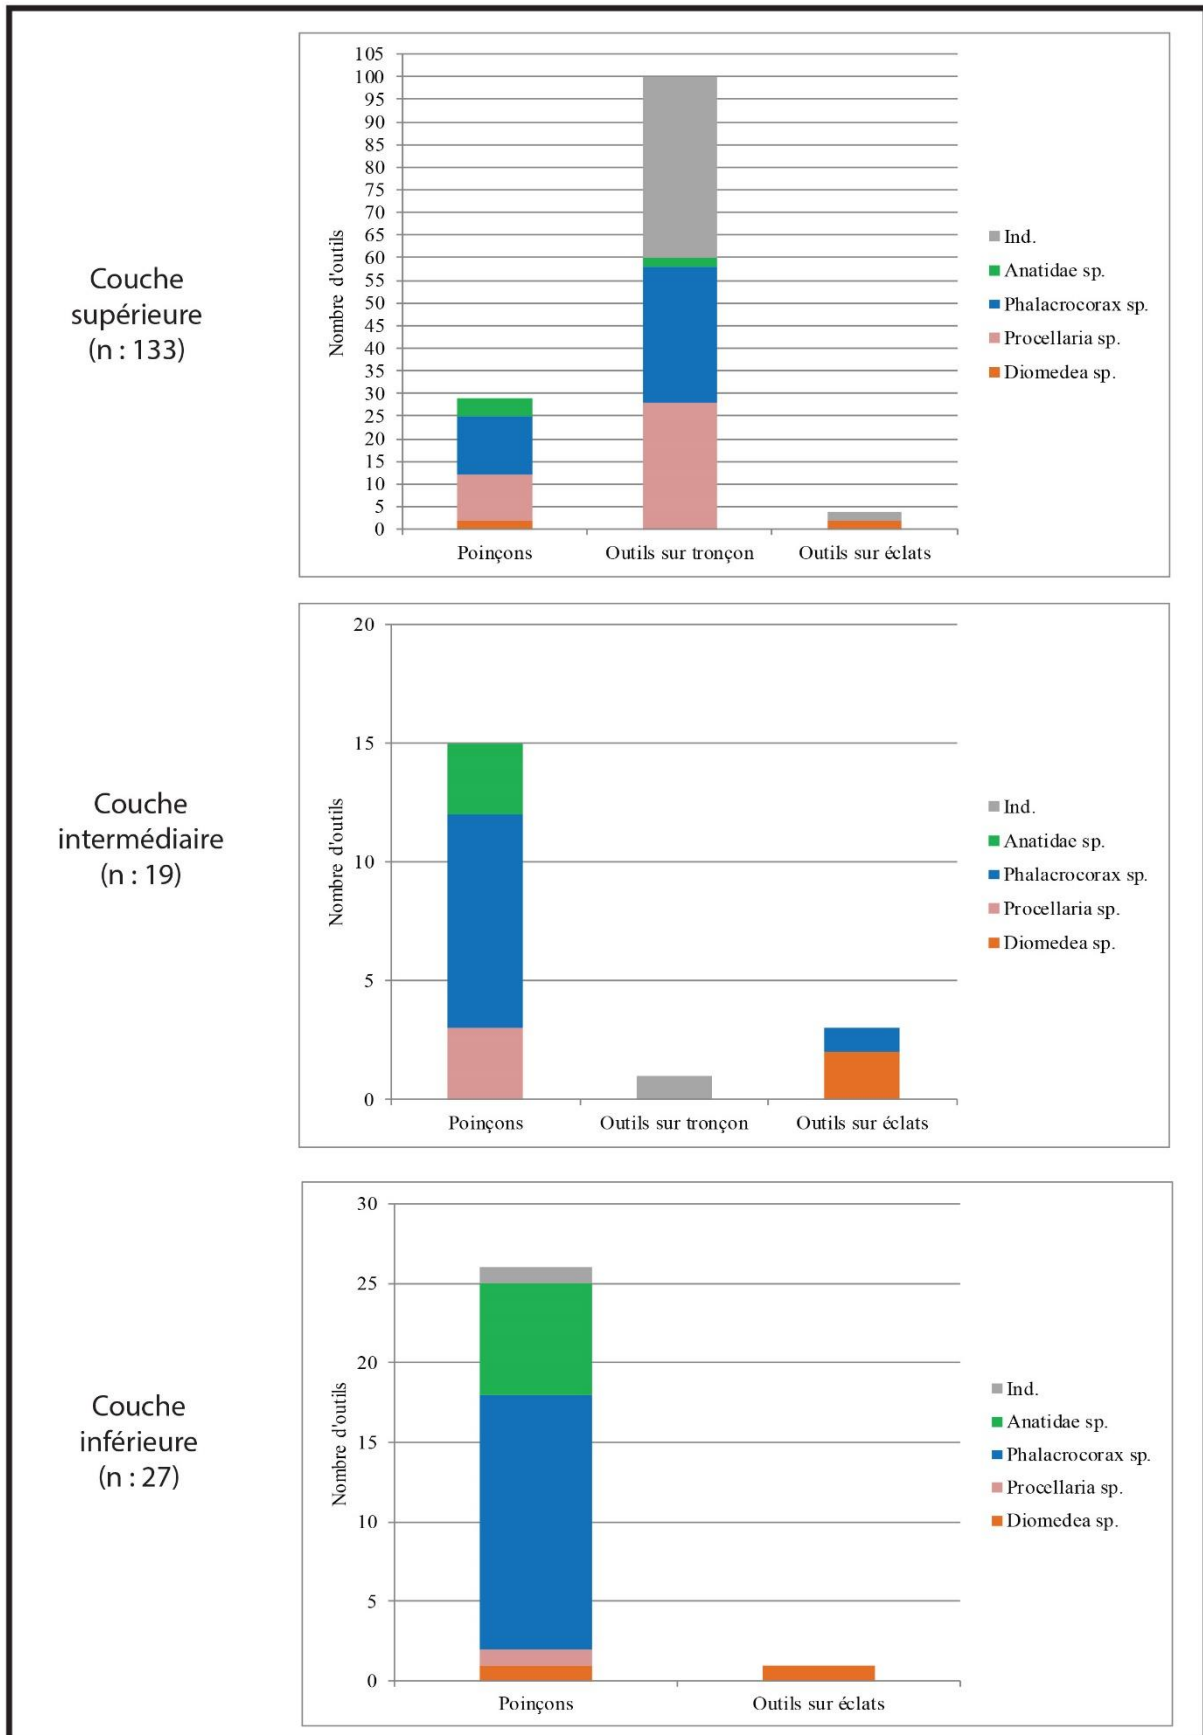 Couche
supérieure
(n : 133)
Nombre d'outils
105
100
95
90
85
80
75
70
65
60
55
50
45
40
35
30
25
20
15
10
5
0
Poinçons
Outils sur tronçon
Outils sur éclats
Ind.
Anatidae sp.
Phalacrocorax sp.
Procellaria sp.
Diomedea sp.
Couche
intermédiaire
(n : 19)
Nombre d'outils
20
15
10
5
0
Poinçons
Outils sur tronçon
Outils sur éclats
Ind.
Anatidae sp.
Phalacrocorax sp.
Procellaria sp.
Diomedea sp.
Couche
inférieure
(n : 27)
Nombre d'outils
30
25
20
15
10
5
0
Poinçons
Outils sur éclats
Ind.
Anatidae sp.
Phalacrocorax sp.
Procellaria sp.
Diomedea sp.